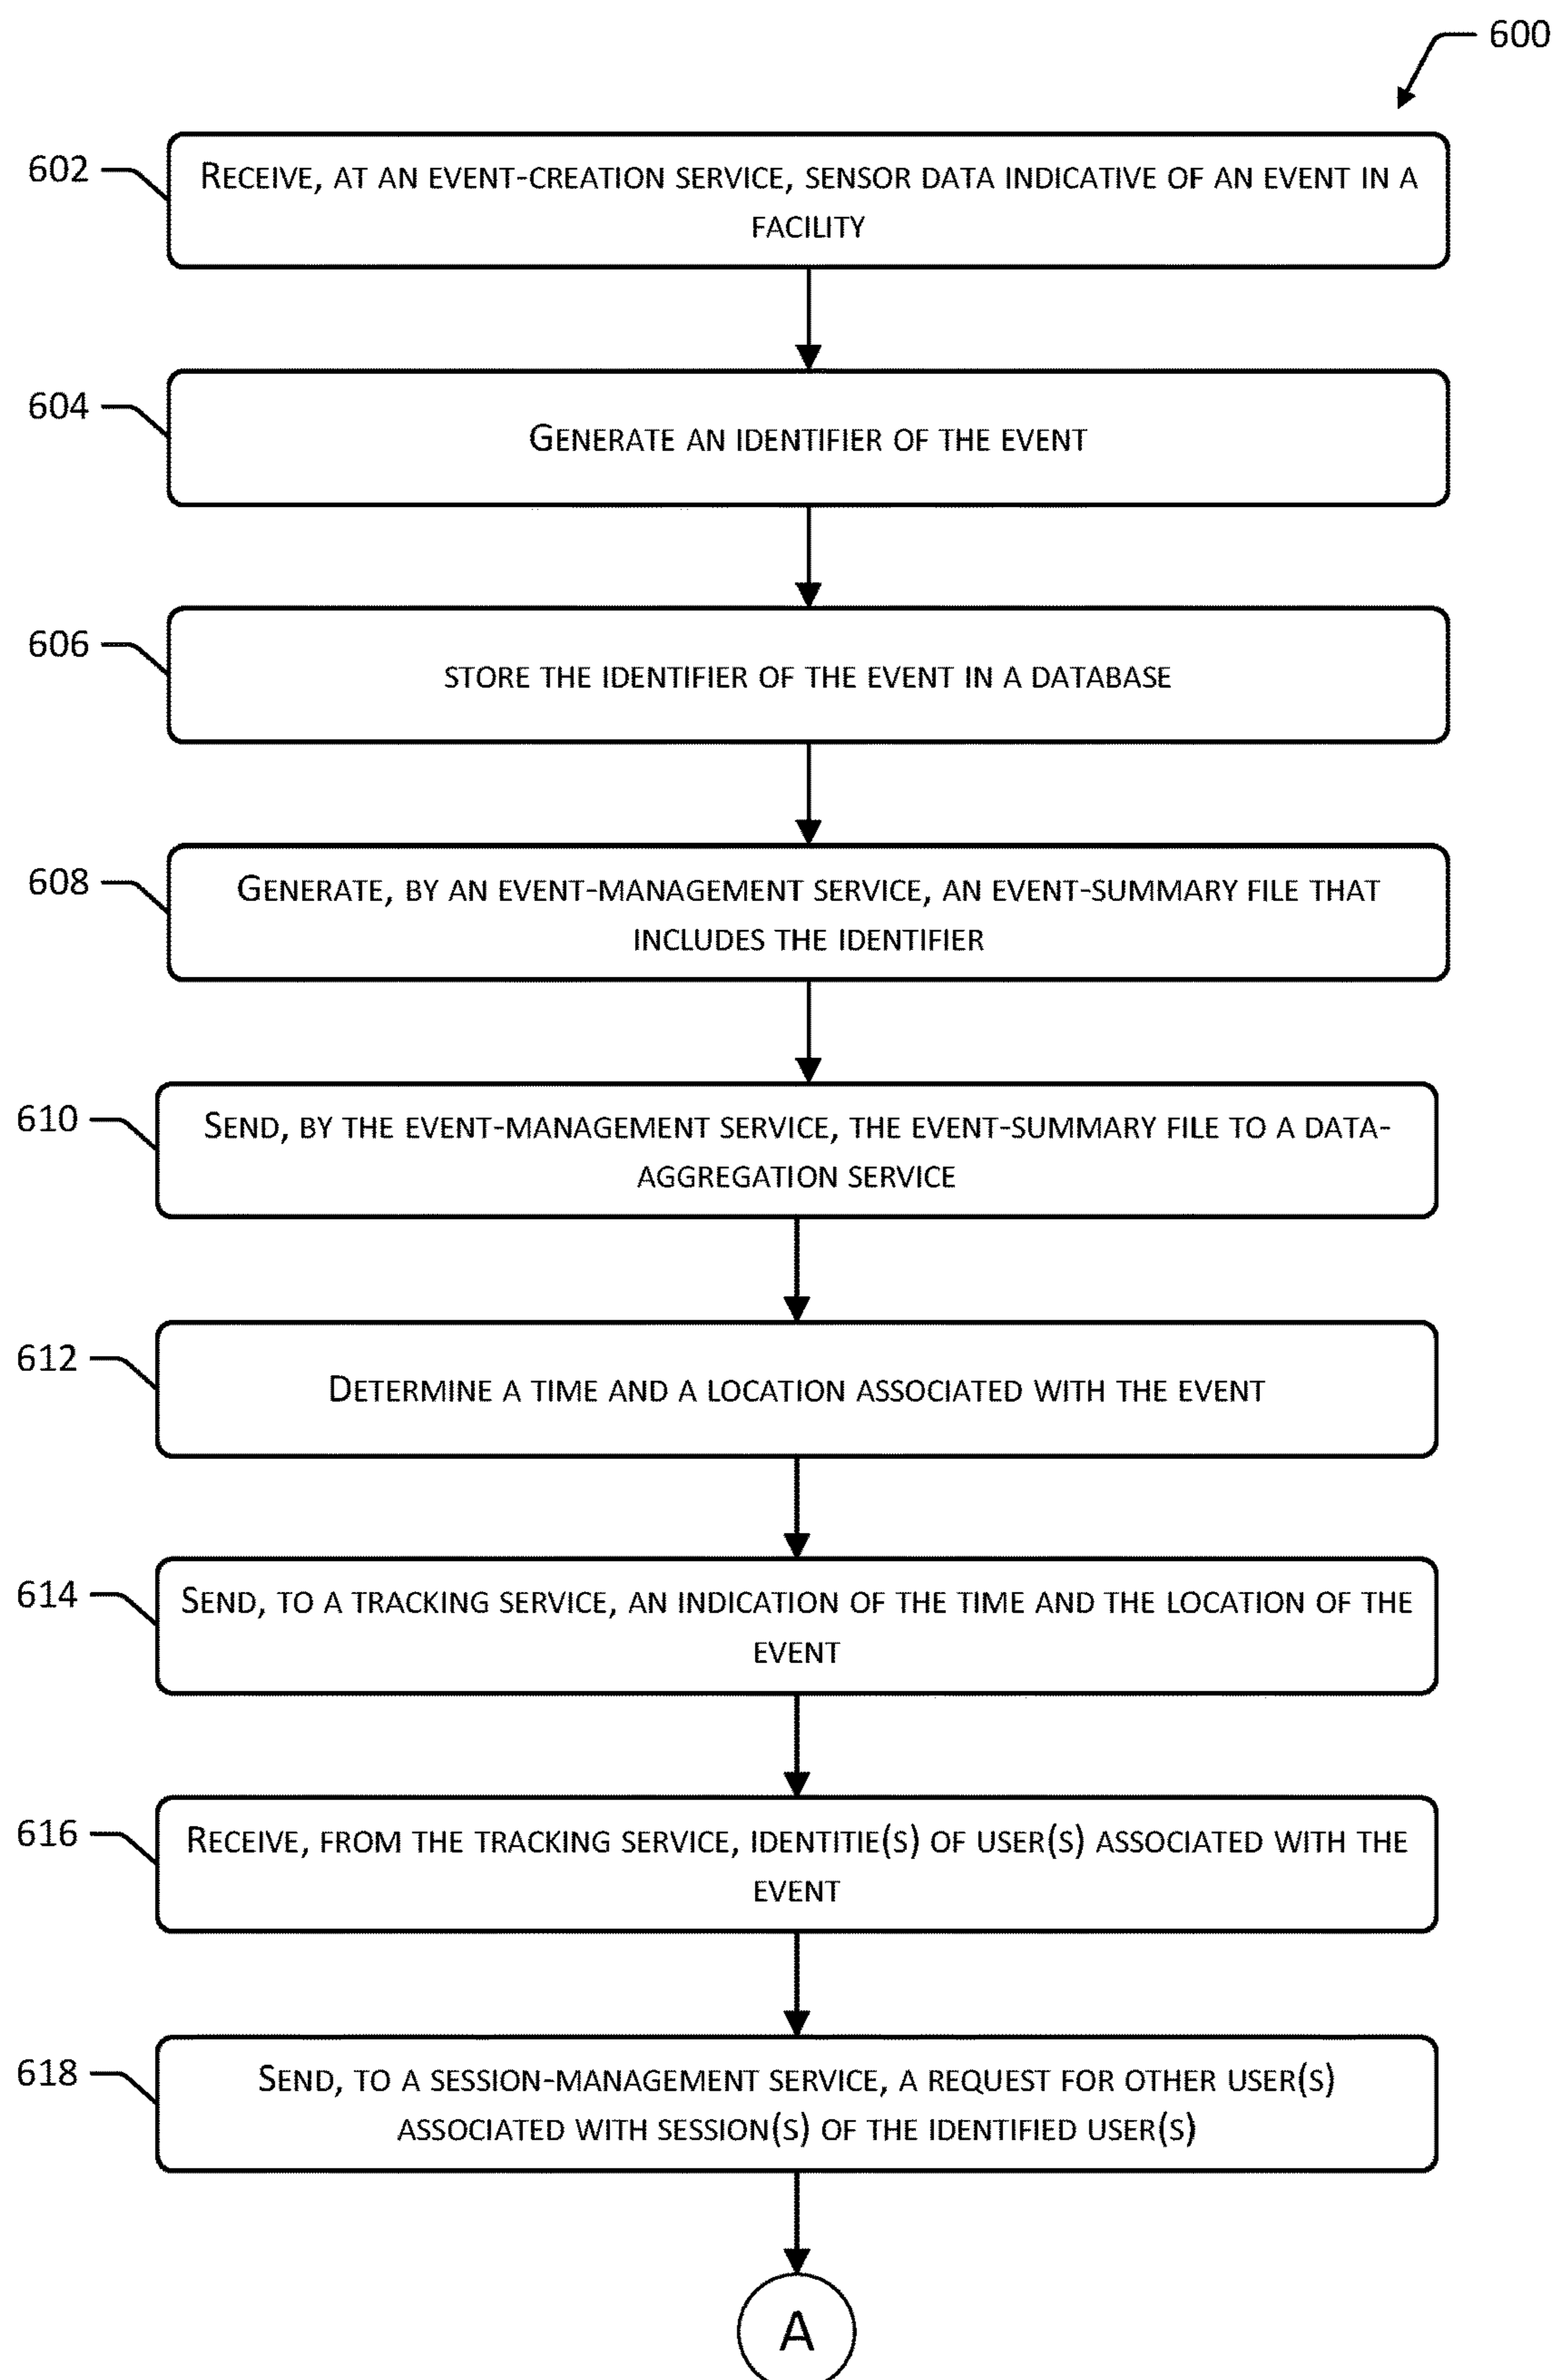 600
602
RECEIVE, AT AN EVENT-CREATION SERVICE, SENSOR DATA INDICATIVE OF AN EVENT IN A
FACILITY
604
GENERATE AN IDENTIFIER OF THE EVENT
606
STORE THE IDENTIFIER OF THE EVENT IN A DATABASE
608
GENERATE, BY AN EVENT-MANAGEMENT SERVICE, AN EVENT-SUMMARY FILE THAT
INCLUDES THE IDENTIFIER
610
SEND, BY THE EVENT-MANAGEMENT SERVICE, THE EVENT-SUMMARY FILE TO A DATA-
AGGREGATION SERVICE
612
DETERMINE A TIME AND A LOCATION ASSOCIATED WITH THE EVENT
614
SEND, TO A TRACKING SERVICE, AN INDICATION OF THE TIME AND THE LOCATION OF THE
EVENT
616
RECEIVE, FROM THE TRACKING SERVICE, IDENTITIE(S) OF USER(S) ASSOCIATED WITH THE
EVENT
618
SEND, TO A SESSION-MANAGEMENT SERVICE, A REQUEST FOR OTHER USER(S)
ASSOCIATED WITH SESSION(S) OF THE IDENTIFIED USER(S)
A